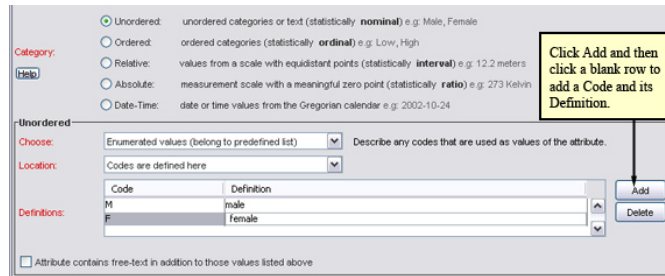 Unordered: unordered categories or text (statistically nominal) e.g: Male, Female
Ordered: ordered categories (statistically ordinal) e.g: Low, High
Category:
Relative: values from a scale with equidistant points (statistically interval) e.g: 12.2 meters
Help
Absolute: measurement scale with a meaningful zero point (statistically ratio) e.g: 273 Kelvin
Date-Time: date or time values from the Gregorian calendar e.g: 2002-10-24
Click Add and then
click a blank row to
add a Code and its
Definition.
Unordered
Choose: Enumerated values (belong to predefined list) Describe any codes that are used as values of the attribute.
Location: Codes are defined here
Code Definition
M male
Definitions:
F female
Add
Delete
Attribute contains free-text in addition to those values listed above